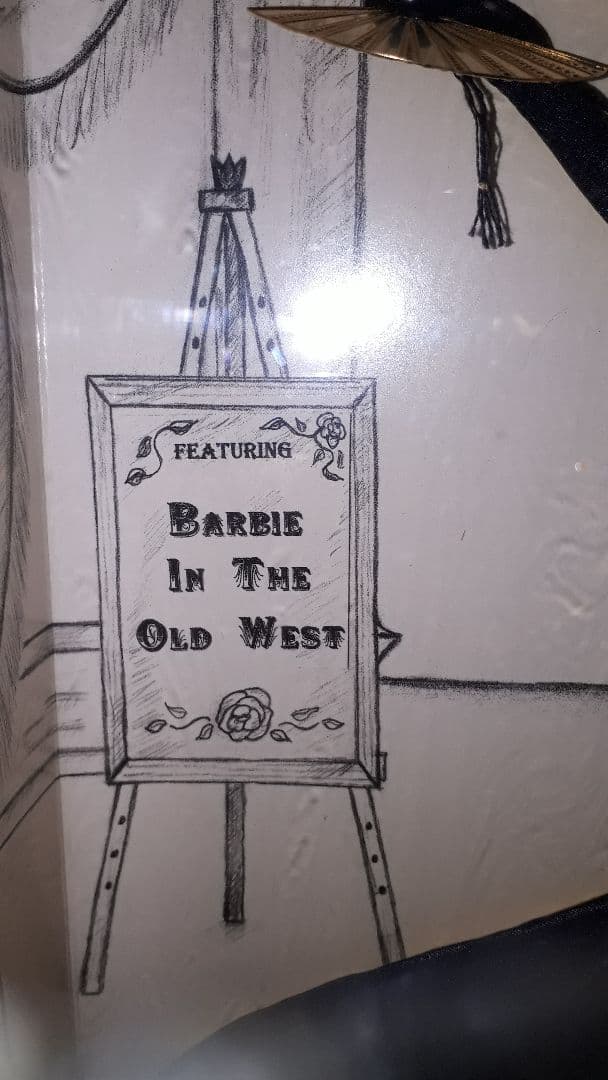 FEATURING
BARBIE
IN THE
OLD WEST